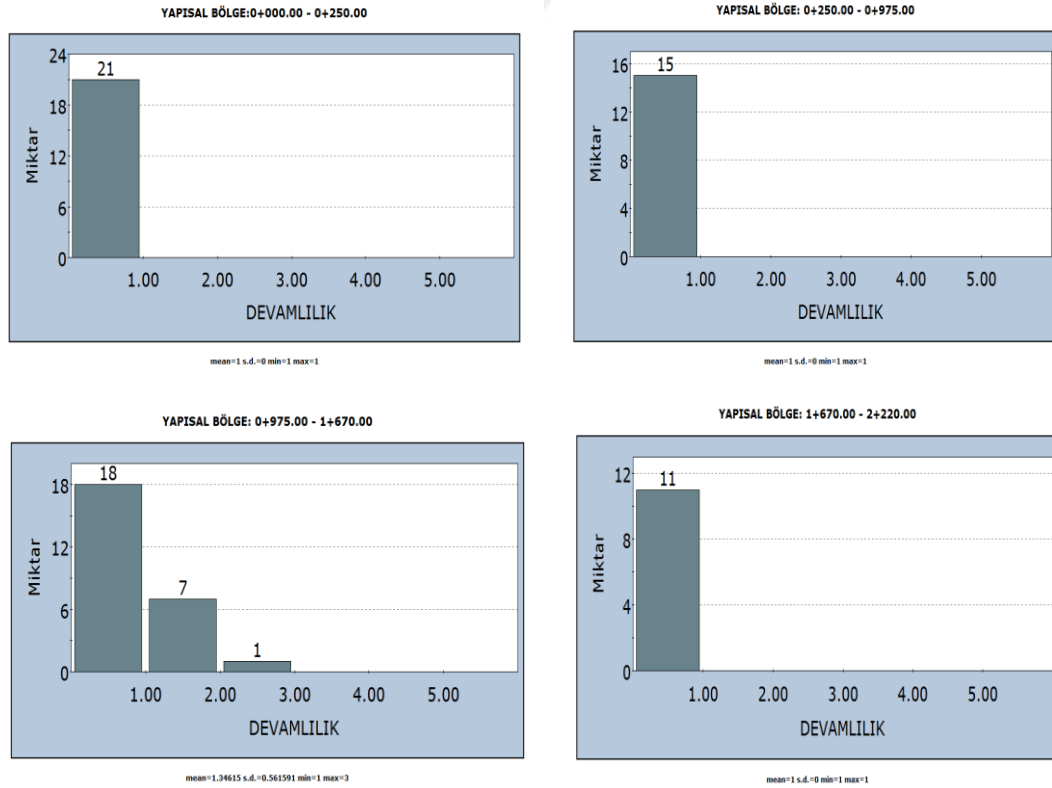 YAPISAL BÖLGE:0+000.00 - 0+250.00
24
21
18
12
6
0
Miktar
1.00 2.00 3.00 4.00 5.00
DEVAMLILIK
mean=1 s.d.=0 min=1 max=1
YAPISAL BÖLGE: 0+250.00 - 0+975.00
16
15
12
8
4
0
Miktar
1.00 2.00 3.00 4.00 5.00
DEVAMLILIK
mean=1 s.d.=0 min=1 max=1
YAPISAL BÖLGE: 0+975.00 - 1+670.00
18
18
12
7
6
1
0
Miktar
1.00 2.00 3.00 4.00 5.00
DEVAMLILIK
mean=1.34615 s.d.=0.561591 min=1 max=3
YAPISAL BÖLGE: 1+670.00 - 2+220.00
12
11
8
4
0
Miktar
1.00 2.00 3.00 4.00 5.00
DEVAMLILIK
mean=1 s.d.=0 min=1 max=1